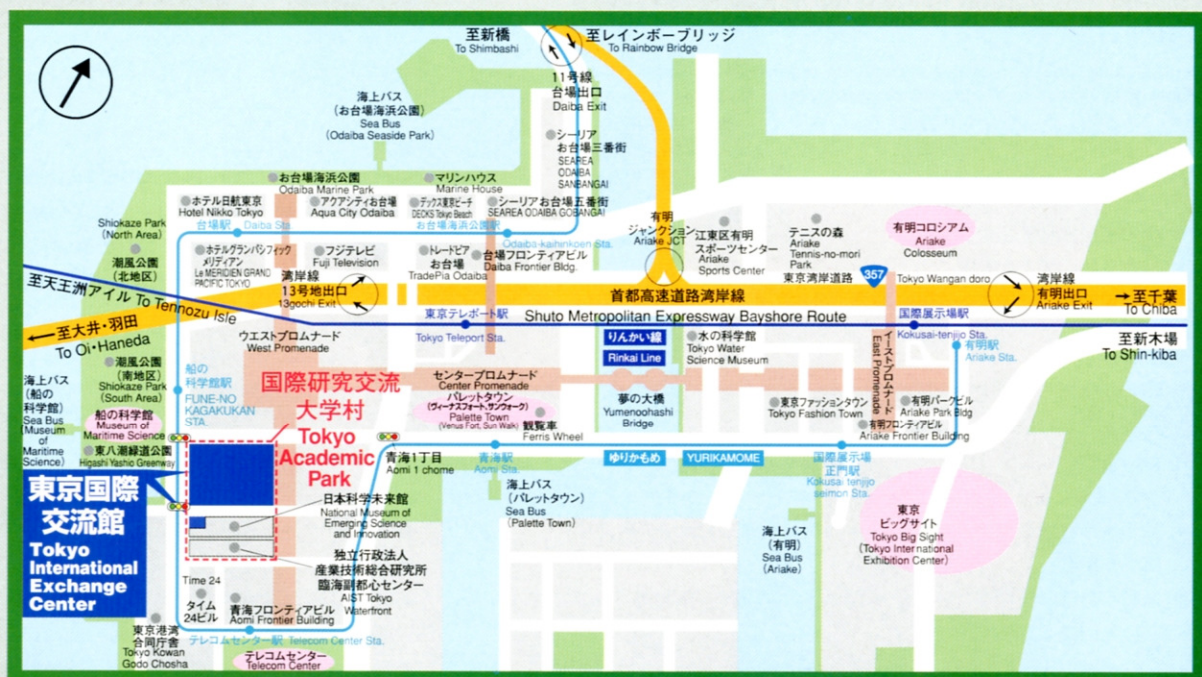 至新橋
To Shimbashi
至レインボーブリッジ
To Rainbow Bridge
11号線
台場出口
Daiba Exit
海上バス
(お台場海浜公園)
Sea Bus
(Odaiba Seaside Park)
シーリア
お台場三番街
SEAREA
ODAIBA
SANBANGAI
お台場海浜公園
Odaiba Marine Park
マリンハウス
Marine House
ホテル日航東京
Hotel Nikko Tokyo
アクアシティお台場
Aqua City Odaiba
デックス東京ビーチ
DECKS Tokyo Beach
シーリアお台場五番街
SEAREA ODAIBA GOBANGAI
台場駅 Daiba Sta.
お台場海浜公園駅
Odaiba-kaihinkoen Sta.
Shiokaze Park
(North Area)
潮風公園
(北地区)
ホテルグランパシフィック
メリディアン
Le MERIDIEN GRAND
PACIFIC TOKYO
フジテレビ
Fuji Television
トレードピア
お台場
TradePia Odaiba
台場フロンティアビル
Daiba Frontier Bldg.
有明
ジャンクション
Ariake JCT
江東区有明
スポーツセンター
Ariake
Sports Center
テニスの森
Ariake
Tennis-no-mori
Park
有明コロシアム
Ariake
Colosseum
東京湾岸道路
357
Tokyo Wangan doro
湾岸線
13号地出口
13gochi Exit
湾岸線
有明出口
Ariake Exit
至千葉
To Chiba
至天王洲アイル To Tennozu Isle
至大井・羽田
To Oi・Haneda
首都高速道路湾岸線
Shuto Metropolitan Expressway Bayshore Route
東京テレポート駅
Tokyo Teleport Sta.
国際展示場駅
Kokusai-tenjijo Sta.
至新木場
To Shin-kiba
りんかい線
Rinkai Line
ウエストプロムナード
West Promenade
水の科学館
Tokyo Water
Science Museum
有明駅
Ariake Sta.
イーストプロムナード
East Promenade
潮風公園
(南地区)
Shiokaze Park
(South Area)
船の
科学館駅
FUNE-NO
KAGAKUKAN
STA.
国際研究交流
大学村
Tokyo
Academic
Park
センタープロムナード
Center Promenade
パレットタウン
(ヴィーナスフォート、サンウォーク)
Palette Town
(Venus Fort, Sun Walk)
観覧車
Ferris Wheel
夢の大橋
Yumenoohashi
Bridge
東京ファッションタウン
Tokyo Fashion Town
有明パークビル
Ariake Park Bldg
有明フロンティアビル
Ariake Frontier Building
海上バス
(船の
科学館)
Sea Bus
(Museum
of
Maritime
Science)
船の科学館
Museum of
Maritime Science
東八潮緑道公園
Higashi Yashio Greenway
青海1丁目
Aomi 1 chome
青海駅
Aomi Sta.
ゆりかもめ
YURIKAMOME
国際展示場
正門駅
Kokusai tenjijo
seimon Sta.
東京国際
交流館
Tokyo
International
Exchange
Center
日本科学未来館
National Museum of
Emerging Science
and Innovation
海上バス
(パレットタウン)
Sea Bus
(Palette Town)
海上バス
(有明)
Sea Bus
(Ariake)
東京
ビッグサイト
Tokyo Big Sight
(Tokyo International
Exhibition Center)
独立行政法人
産業技術総合研究所
臨海副都心センター
AIST Tokyo
Waterfront
Time 24
タイム
24ビル
青海フロンティアビル
Aomi Frontier Building
東京港湾
合同庁舎
Tokyo Kowan
Godo Chosha
テレコムセンター駅 Telecom Center Sta.
テレコムセンター
Telecom Center